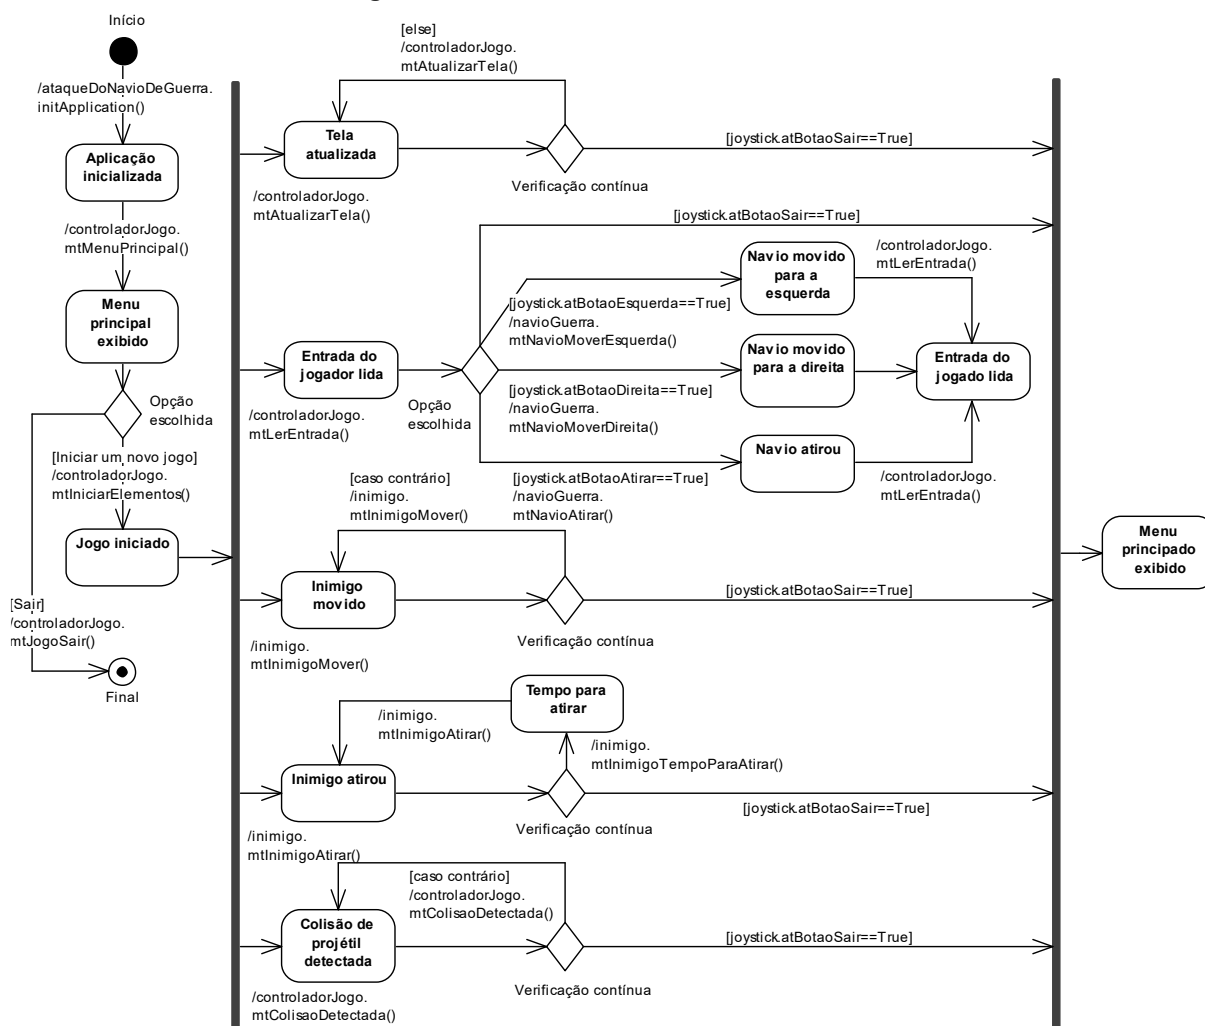 Início
/ataqueDoNavioDeGuerra.
initApplication()
Aplicação
inicializada
/controladorJogo.
mtMenuPrincipal()
Menu
principal
exibido
Opção
escolhida
[Iniciar um novo jogo]
/controladorJogo.
mtIniciarElementos()
Jogo iniciado
[Sair]
/controladorJogo.
mtJogoSair()
Final
[else]
/controladorJogo.
mtAtualizarTela()
Tela
atualizada
/controladorJogo.
mtAtualizarTela()
Verificação contínua
[joystick.atBotaoSair==True]
[joystick.atBotaoSair==True]
Entrada do
jogador lida
/controladorJogo.
mtLerEntrada()
Opção
escolhida
[joystick.atBotaoEsquerda==True]
/navioGuerra.
mtNavioMoverEsquerda()
Navio movido
para a
esquerda
/controladorJogo.
mtLerEntrada()
[joystick.atBotaoDireita==True]
/navioGuerra.
mtNavioMoverDireita()
Navio movido
para a direita
Entrada do
jogado lida
[joystick.atBotaoAtirar==True]
/navioGuerra.
mtNavioAtirar()
Navio atirou
/controladorJogo.
mtLerEntrada()
[caso contrário]
/inimigo.
mtInimigoMover()
Inimigo
movido
/inimigo.
mtInimigoMover()
Verificação contínua
[joystick.atBotaoSair==True]
Tempo para
atirar
/inimigo.
mtInimigoAtirar()
/inimigo.
mtInimigoTempoParaAtirar()
Inimigo atirou
/inimigo.
mtInimigoAtirar()
Verificação contínua
[joystick.atBotaoSair==True]
[caso contrário]
/controladorJogo.
mtColisaoDetectada()
Colisão de
projétil
detectada
/controladorJogo.
mtColisaoDetectada()
Verificação contínua
[joystick.atBotaoSair==True]
Menu
principado
exibido